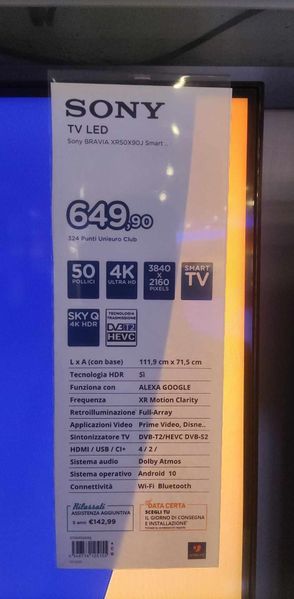 SONY
TV LED
Sony BRAVIA XR50X90J Smart ..
649,90
324 Punti Unieuro Club
50 POLLICI
4K ULTRA HD
3840 X 2160 PIXELS
SMART TV
SKY Q 4K HDR
TECNOLOGIA TRASMISSIONE DVB T2 HEVC
L x A (con base) 111,9 cm x 71,5 cm
Tecnologia HDR Sì
Funziona con ALEXA GOOGLE
Frequenza XR Motion Clarity
Retroilluminazione Full-Array
Applicazioni Video Prime Video, Disne..
Sintonizzatore TV DVB-T2/HEVC DVB-S2
HDMI / USB / CI+ 4 / 2 /
Sistema audio Dolby Atmos
Sistema operativo Android 10
Connettività Wi-Fi Bluetooth
Rilassati
ASSISTENZA AGGIUNTIVA
5 anni €142,99
DATA CERTA
SCEGLI TU
IL GIORNO DI CONSEGNA
E INSTALLAZIONE*